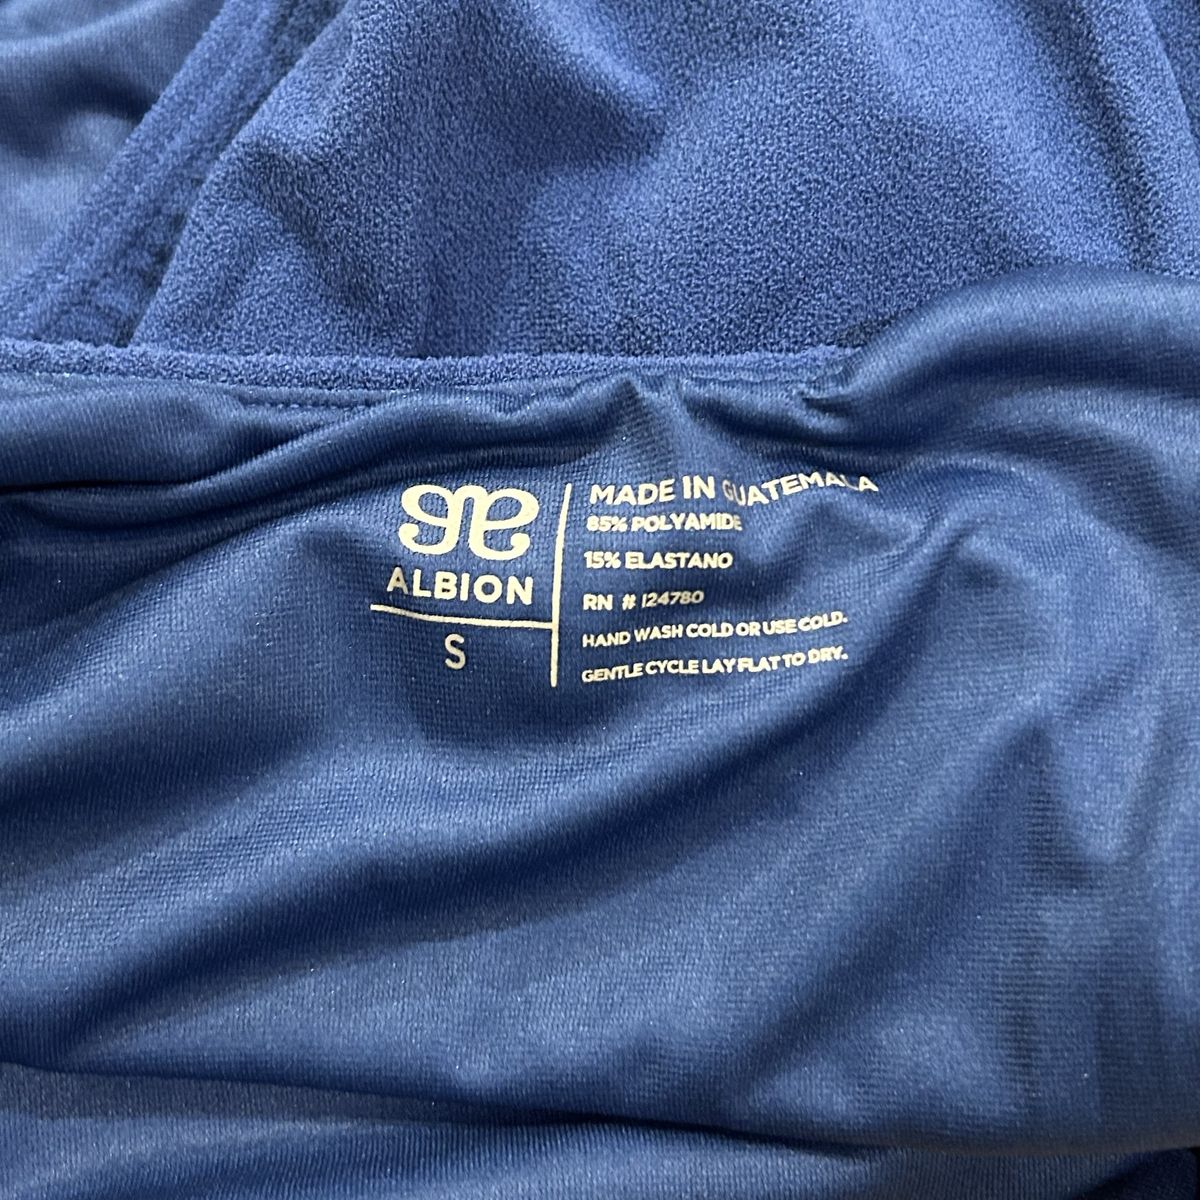 ALBION
S
MADE IN GUATEMALA
85% POLYAMIDE
15% ELASTANO
RN # 124780
HAND WASH COLD OR USE COLD.
GENTLE CYCLE LAY FLAT TO DRY.